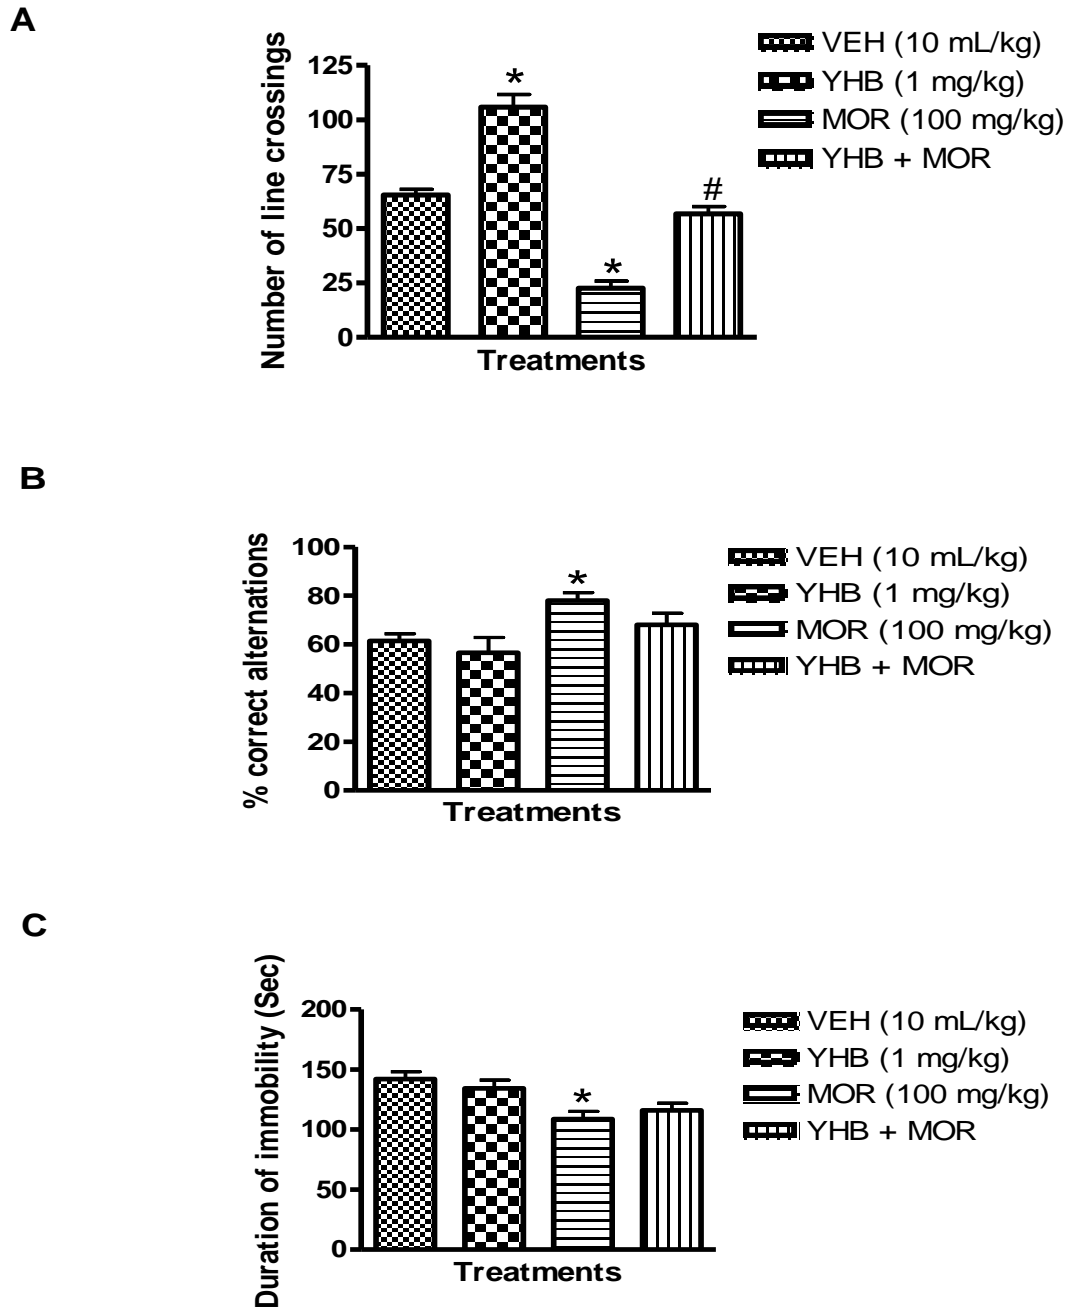 A
VEH (10 mL/kg)
YHB (1 mg/kg)
MOR (100 mg/kg)
YHB + MOR
Number of line crossings
125
100
75
50
25
0
*
*
#
Treatments
B
VEH (10 mL/kg)
YHB (1 mg/kg)
MOR (100 mg/kg)
YHB + MOR
% correct alternations
100
80
60
40
20
0
*
Treatments
C
VEH (10 mL/kg)
YHB (1 mg/kg)
MOR (100 mg/kg)
YHB + MOR
Duration of immobility (Sec)
200
150
100
50
0
*
Treatments